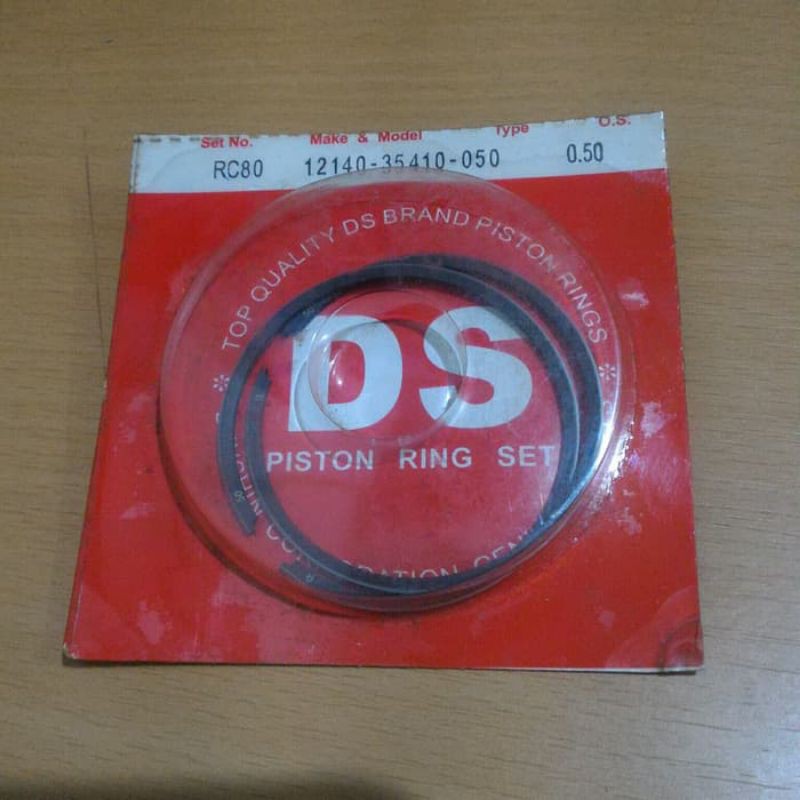 Set No. Make & Model Type O.S.
RC80 12140-35410-050 0.50
* TOP QUALITY DS BRAND PISTON RINGS *
DS
PISTON RING SET